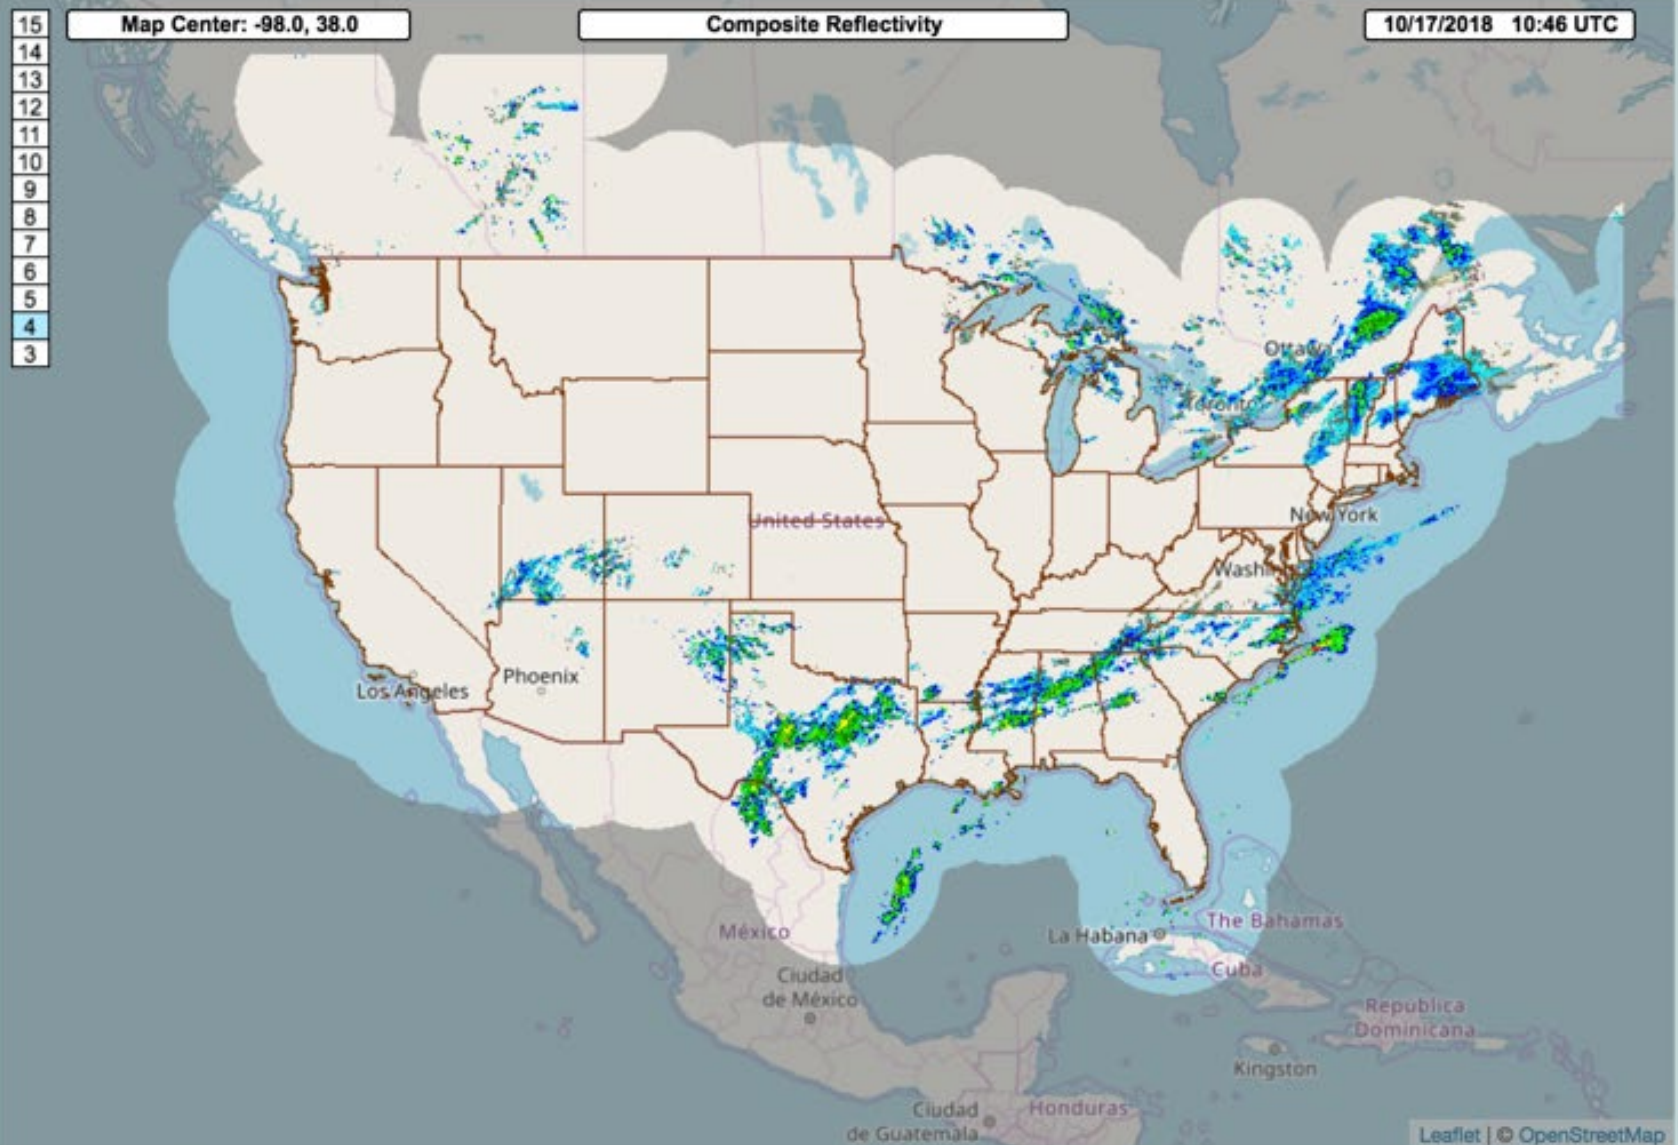 15
Map Center: -98.0, 38.0
Composite Reflectivity
10/17/2018 10:46 UTC
14
13
12
11
10
9
8
7
6
5
4
3
Ottawa
Toronto
United States
New York
Phoenix
Los Angeles
México
La Habana
The Bahamas
Cuba
Ciudad
de México
República
Dominicana
Kingston
Ciudad
de Guatemala
Honduras
Leaflet | © OpenStreetMap